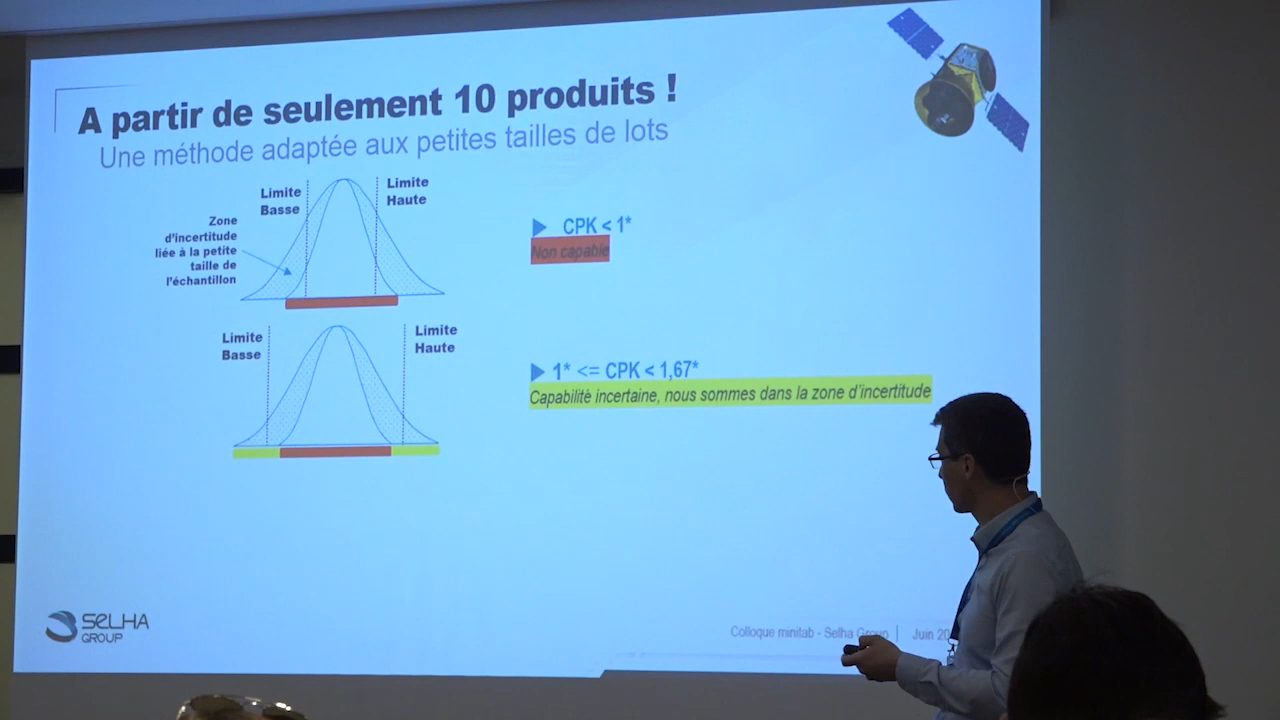 A partir de seulement 10 produits !
Une méthode adaptée aux petites tailles de lots
Limite
Basse
Limite
Haute
Zone
d'incertitude
liée à la petite
taille de
l'échantillon
CPK < 1*
Non capable
Limite
Basse
Limite
Haute
1* <= CPK < 1,67*
Capabilité incertaine, nous sommes dans la zone d'incertitude
SELHA
GROUP
Colloque minitab - Selha Group | Juin